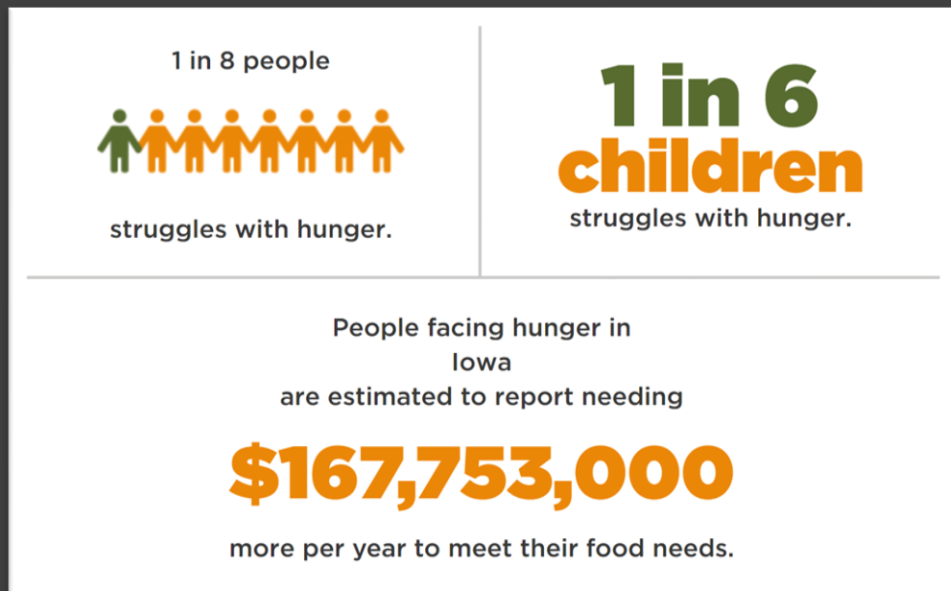 1 in 8 people
struggles with hunger.
1 in 6
children
struggles with hunger.
People facing hunger in
Iowa
are estimated to report needing
$167,753,000
more per year to meet their food needs.